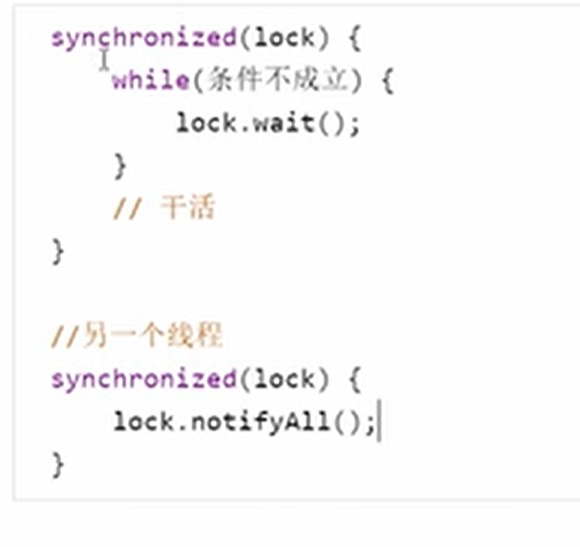 synchronized(lock) {
while(条件不成立) {
lock.wait();
}
// 干活
}
//另一个线程
synchronized(lock) {
lock.notifyAll();
}